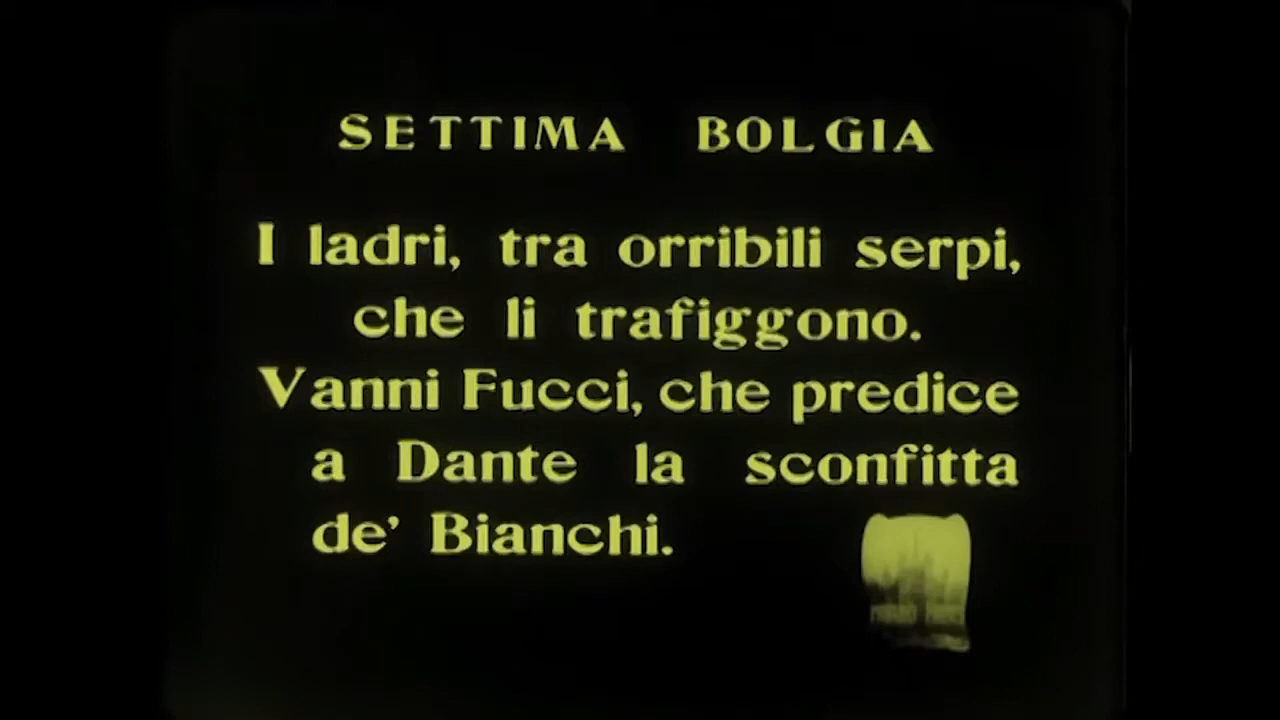 SETTIMA BOLGIA
I ladri, tra orribili serpi,
che li trafiggono.
Vanni Fucci, che predice
a Dante la sconfitta
de' Bianchi.